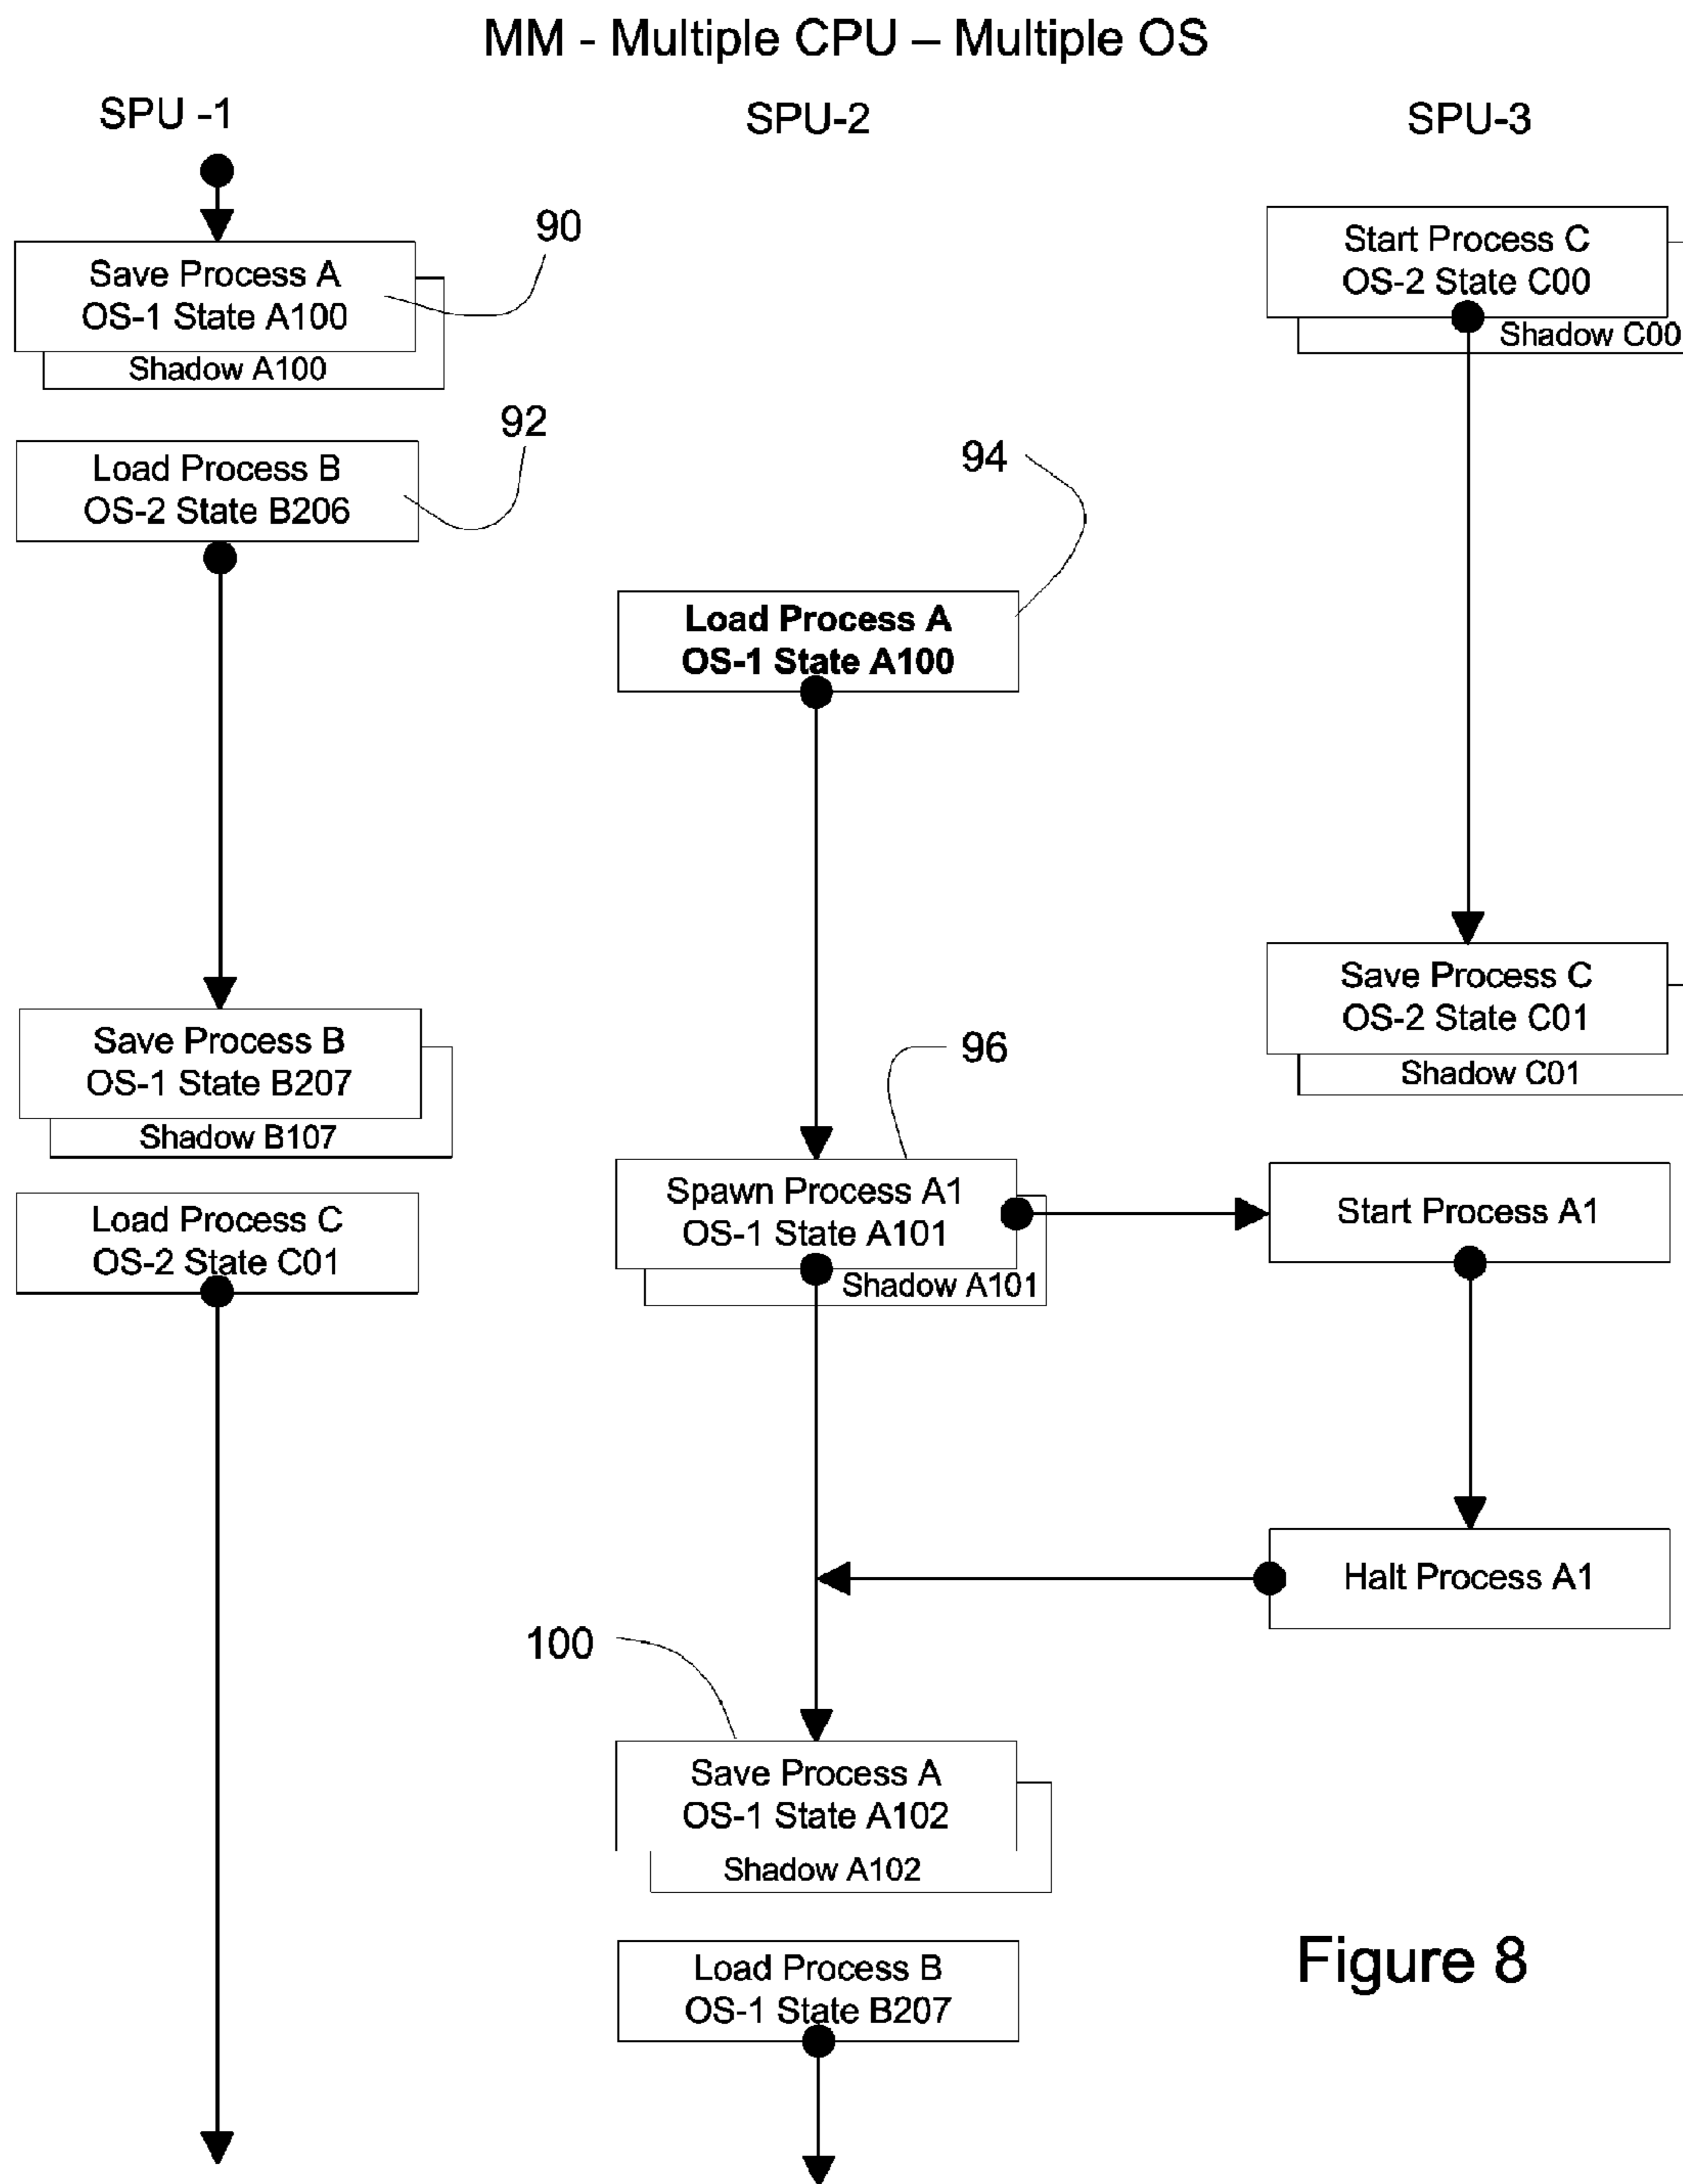 MM - Multiple CPU – Multiple OS
SPU -1
SPU-2
SPU-3
Save Process A
OS-1 State A100
Shadow A100
90
Start Process C
OS-2 State C00
Shadow C00
Load Process B
OS-2 State B206
92
94
Load Process A
OS-1 State A100
Save Process C
OS-2 State C01
Shadow C01
Save Process B
OS-1 State B207
Shadow B107
96
Spawn Process A1
OS-1 State A101
Shadow A101
Start Process A1
Load Process C
OS-2 State C01
Halt Process A1
100
Save Process A
OS-1 State A102
Shadow A102
Load Process B
OS-1 State B207
Figure 8